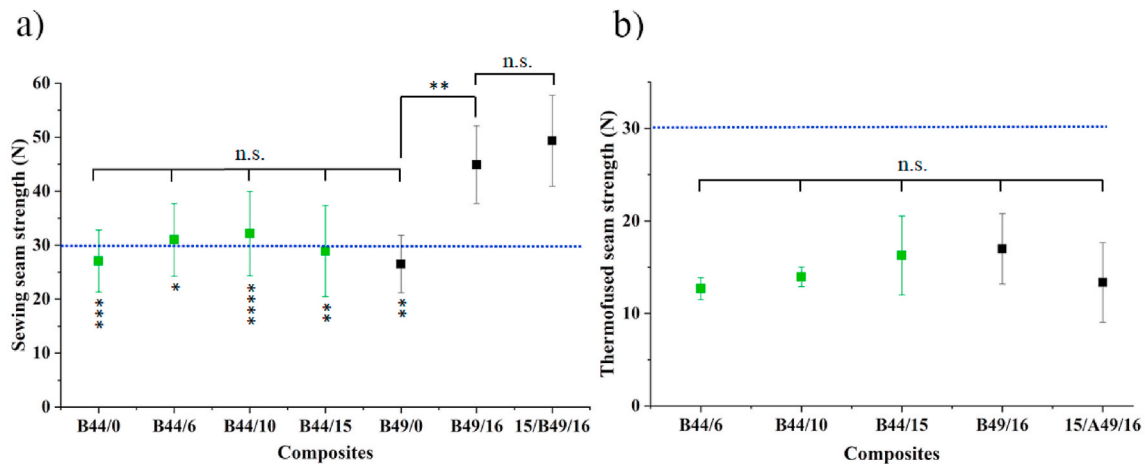 a)
n.s.
**
n.s.
60
50
40
30
20
10
0
Sewing seam strength (N)
***
*
****
**
**
B44/0 B44/6 B44/10 B44/15 B49/0 B49/16 15/B49/16
Composites
b)
n.s.
30
20
10
0
Thermofused seam strength (N)
B44/6 B44/10 B44/15 B49/16 15/A49/16
Composites